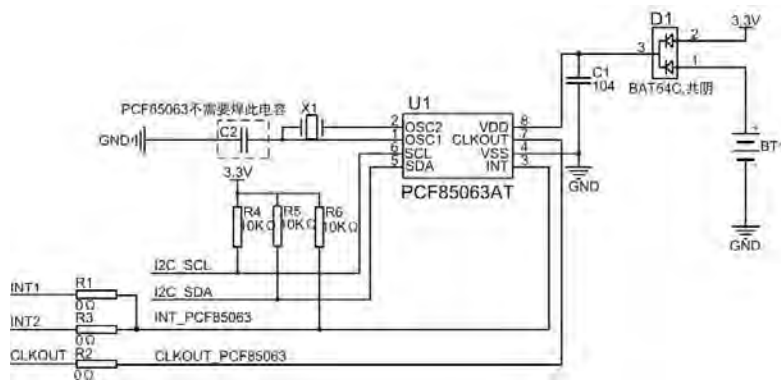 D1
3.3V
2
3
1
C1
104
BAT54C,共阴
PCF85063不需要焊此电容
X1
U1
C2
GND
2 OSC2 VDD 8
1 OSC1 CLKOUT 7
6 SCL VSS 4
5 SDA INT 3
PCF85063AT
BT1
GND
GND
3.3V
R4
10KΩ
R5
10KΩ
R6
10KΩ
I2C_SCL
INT1
R1
0Ω
I2C_SDA
INT2
R3
0Ω
INT_PCF85063
CLKOUT
R2
0Ω
CLKOUT_PCF85063